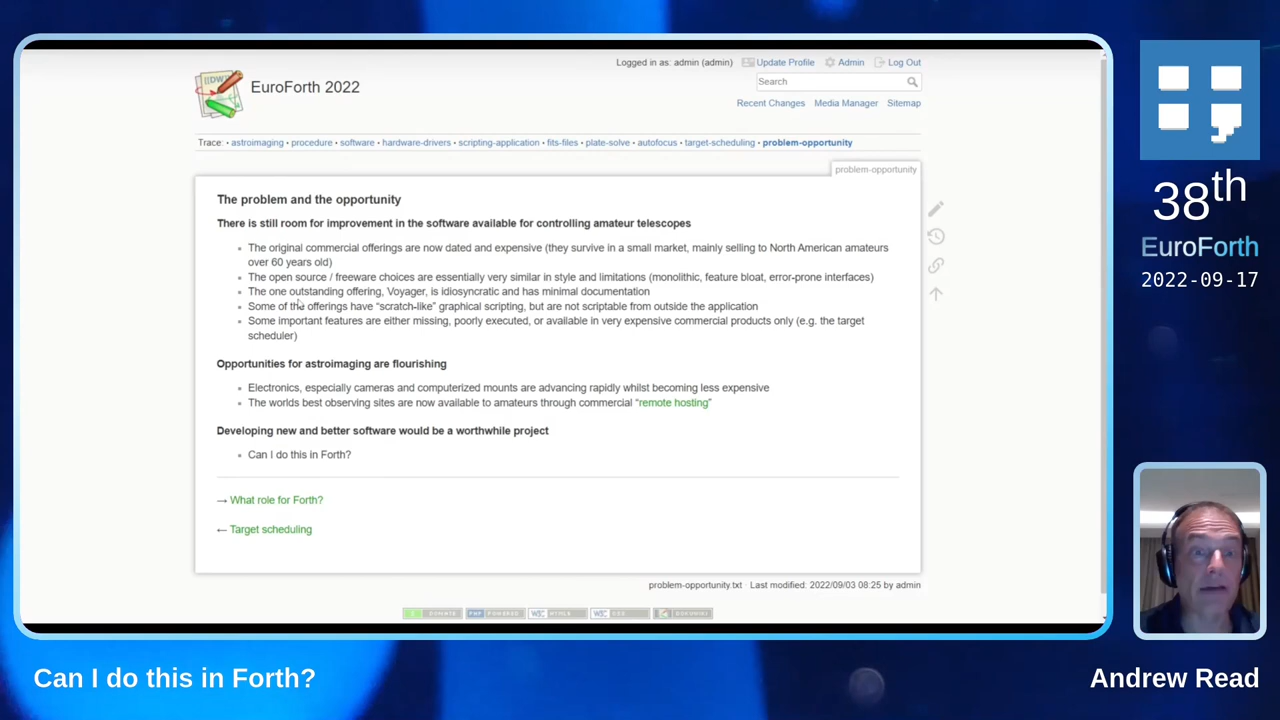 Logged in as: admin (admin) Update Profile Admin Log Out
EuroForth 2022
Search
Recent Changes Media Manager Sitemap
Trace: • astroimaging • procedure • software • hardware-drivers • scripting-application • fits-files • plate-solve • autofocus • target-scheduling • problem-opportunity
problem-opportunity
The problem and the opportunity
There is still room for improvement in the software available for controlling amateur telescopes
The original commercial offerings are now dated and expensive (they survive in a small market, mainly selling to North American amateurs
over 60 years old)
The open source / freeware choices are essentially very similar in style and limitations (monolithic, feature bloat, error-prone interfaces)
The one outstanding offering, Voyager, is idiosyncratic and has minimal documentation
Some of the offerings have “scratch-like” graphical scripting, but are not scriptable from outside the application
Some important features are either missing, poorly executed, or available in very expensive commercial products only (e.g. the target
scheduler)
Opportunities for astroimaging are flourishing
Electronics, especially cameras and computerized mounts are advancing rapidly whilst becoming less expensive
The worlds best observing sites are now available to amateurs through commercial “remote hosting”
Developing new and better software would be a worthwhile project
Can I do this in Forth?
→ What role for Forth?
← Target scheduling
problem-opportunity.txt · Last modified: 2022/09/03 08:25 by admin
DONATE PHP POWERED W3C HTML5 W3C CSS DOKUWIKI
38th
EuroForth
2022-09-17
Can I do this in Forth?
Andrew Read